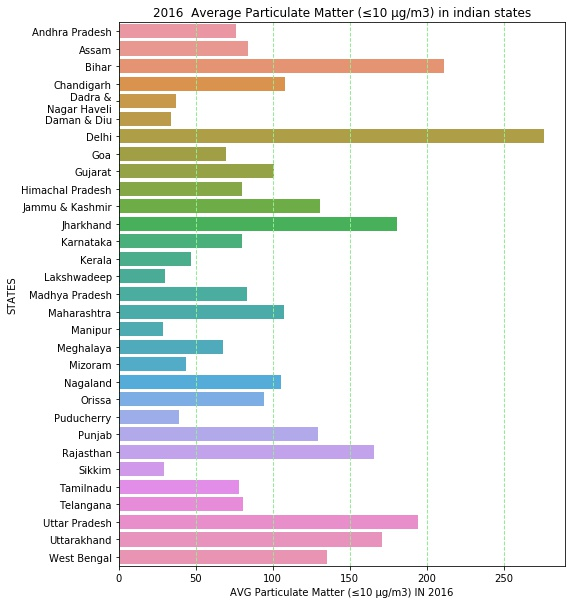 2016  Average Particulate Matter (≤10 µg/m3) in indian states
STATES
Andhra Pradesh
Assam
Bihar
Chandigarh
Dadra &
Nagar Haveli
Daman & Diu
Delhi
Goa
Gujarat
Himachal Pradesh
Jammu & Kashmir
Jharkhand
Karnataka
Kerala
Lakshwadeep
Madhya Pradesh
Maharashtra
Manipur
Meghalaya
Mizoram
Nagaland
Orissa
Puducherry
Punjab
Rajasthan
Sikkim
Tamilnadu
Telangana
Uttar Pradesh
Uttarakhand
West Bengal
0 50 100 150 200 250
AVG Particulate Matter (≤10 µg/m3) IN 2016